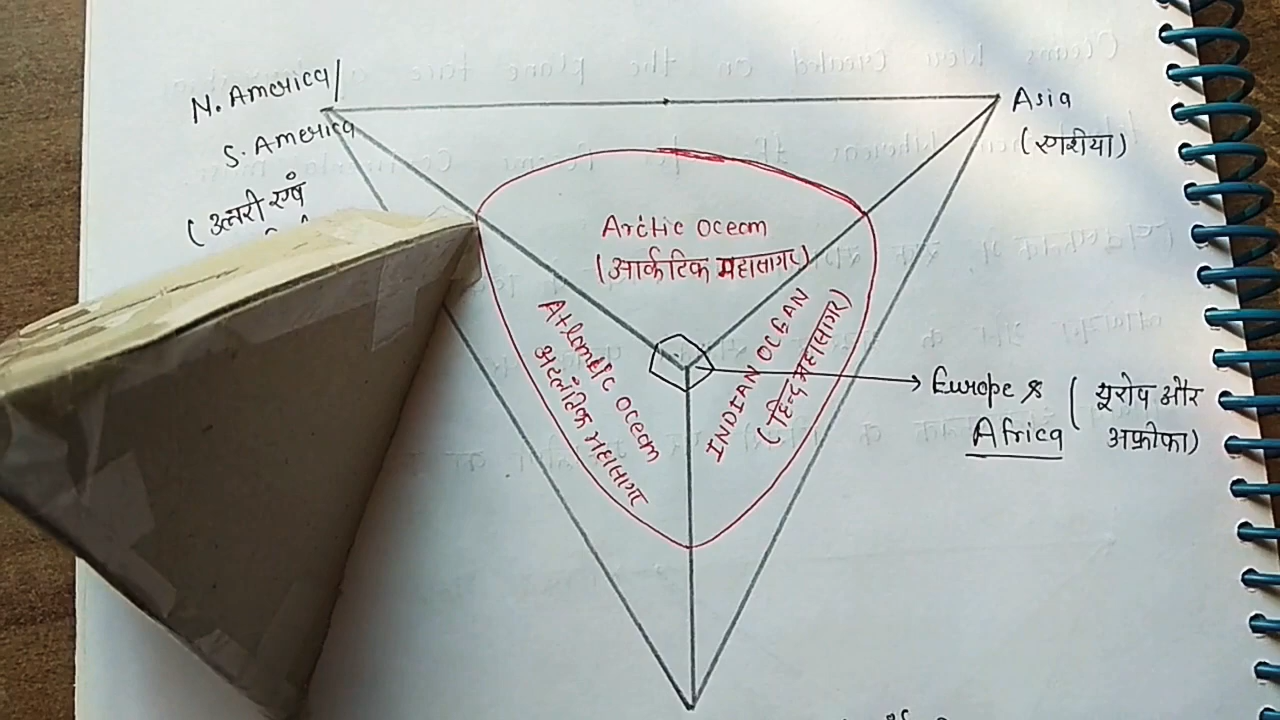 N. America/
S. America
(उत्तरी एवं
Asia
(एशिया)
Arctic ocean
(आर्कटिक महासागर)
Atlantic ocean
अटलांटिक महासागर
INDIAN OCEAN
(हिन्द महासागर)
Europe &
Africa
(यूरोप और
अफ्रीका)